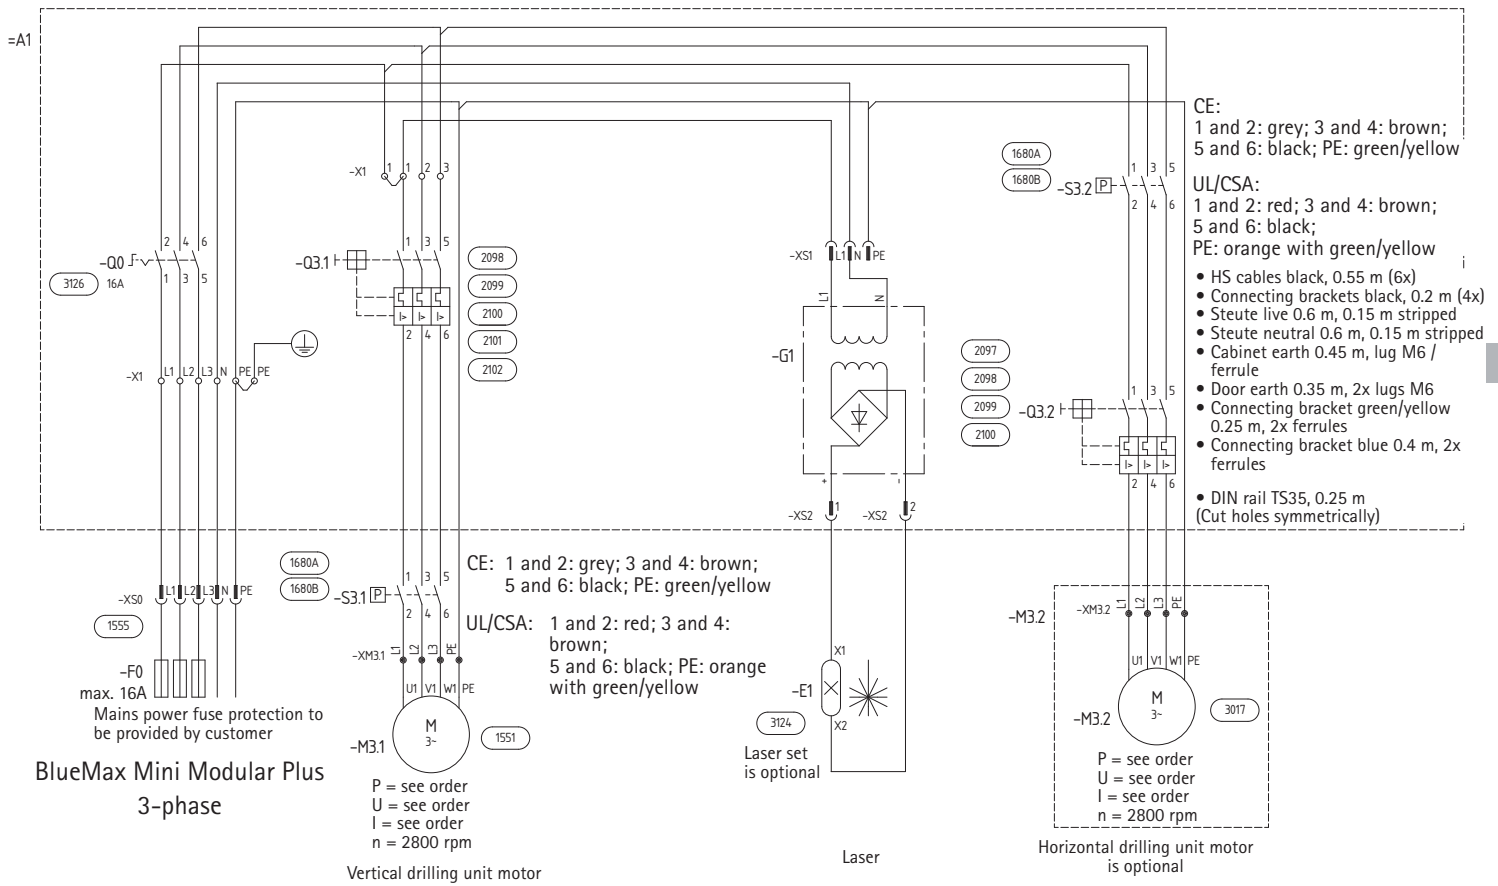 =A1
CE:
1 and 2: grey; 3 and 4: brown;
5 and 6: black; PE: green/yellow
UL/CSA:
1 and 2: red; 3 and 4: brown;
5 and 6: black;
PE: orange with green/yellow
• HS cables black, 0.55 m (6x)
• Connecting brackets black, 0.2 m (4x)
• Steute live 0.6 m, 0.15 m stripped
• Steute neutral 0.6 m, 0.15 m stripped
• Cabinet earth 0.45 m, lug M6 /
ferrule
• Door earth 0.35 m, 2x lugs M6
• Connecting bracket green/yellow
0.25 m, 2x ferrules
• Connecting bracket blue 0.4 m, 2x
ferrules
• DIN rail TS35, 0.25 m
(Cut holes symmetrically)
-X1 1 1 2 3
2 4 6
-Q0
3126 16A
1 3 5
-X1 L1 L2 L3 N PE PE
1 3 5
-Q3.1
I> I> I>
2 4 6
2098
2099
2100
2101
2102
-XS1 L1 N PE
L1 N
-G1
+ -
-XS2 1 -XS2 2
1680A
1680B
1 3 5
-S3.2 P
2 4 6
2097
2098
2099
2100
1 3 5
-Q3.2
I> I> I>
2 4 6
-XS0 L1 L2 L3 N PE
1555
-F0
max. 16A
Mains power fuse protection to
be provided by customer
BlueMax Mini Modular Plus
3-phase
1680A
1680B
1 3 5
-S3.1 P
2 4 6
CE: 1 and 2: grey; 3 and 4: brown;
5 and 6: black; PE: green/yellow
UL/CSA: 1 and 2: red; 3 and 4:
brown;
5 and 6: black; PE: orange
with green/yellow
-XM3.1 L1 L2 L3 PE
U1 V1 W1 PE
M
3~
-M3.1
1551
P = see order
U = see order
I = see order
n = 2800 rpm
Vertical drilling unit motor
X1
-E1
X2
3124
Laser set
is optional
Laser
-M3.2
-XM3.2 L1 L2 L3 PE
U1 V1 W1 PE
M
3~
-M3.2
3017
P = see order
U = see order
I = see order
n = 2800 rpm
Horizontal drilling unit motor
is optional